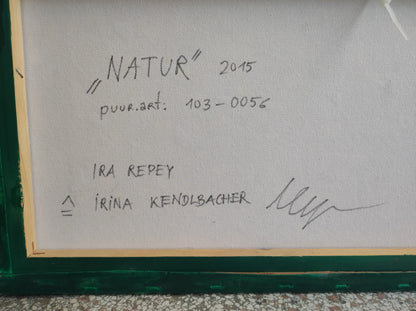 „NATUR” 2015
puur.art: 103-0056
IRA REPEY
≙ IRINA KENDLBACHER